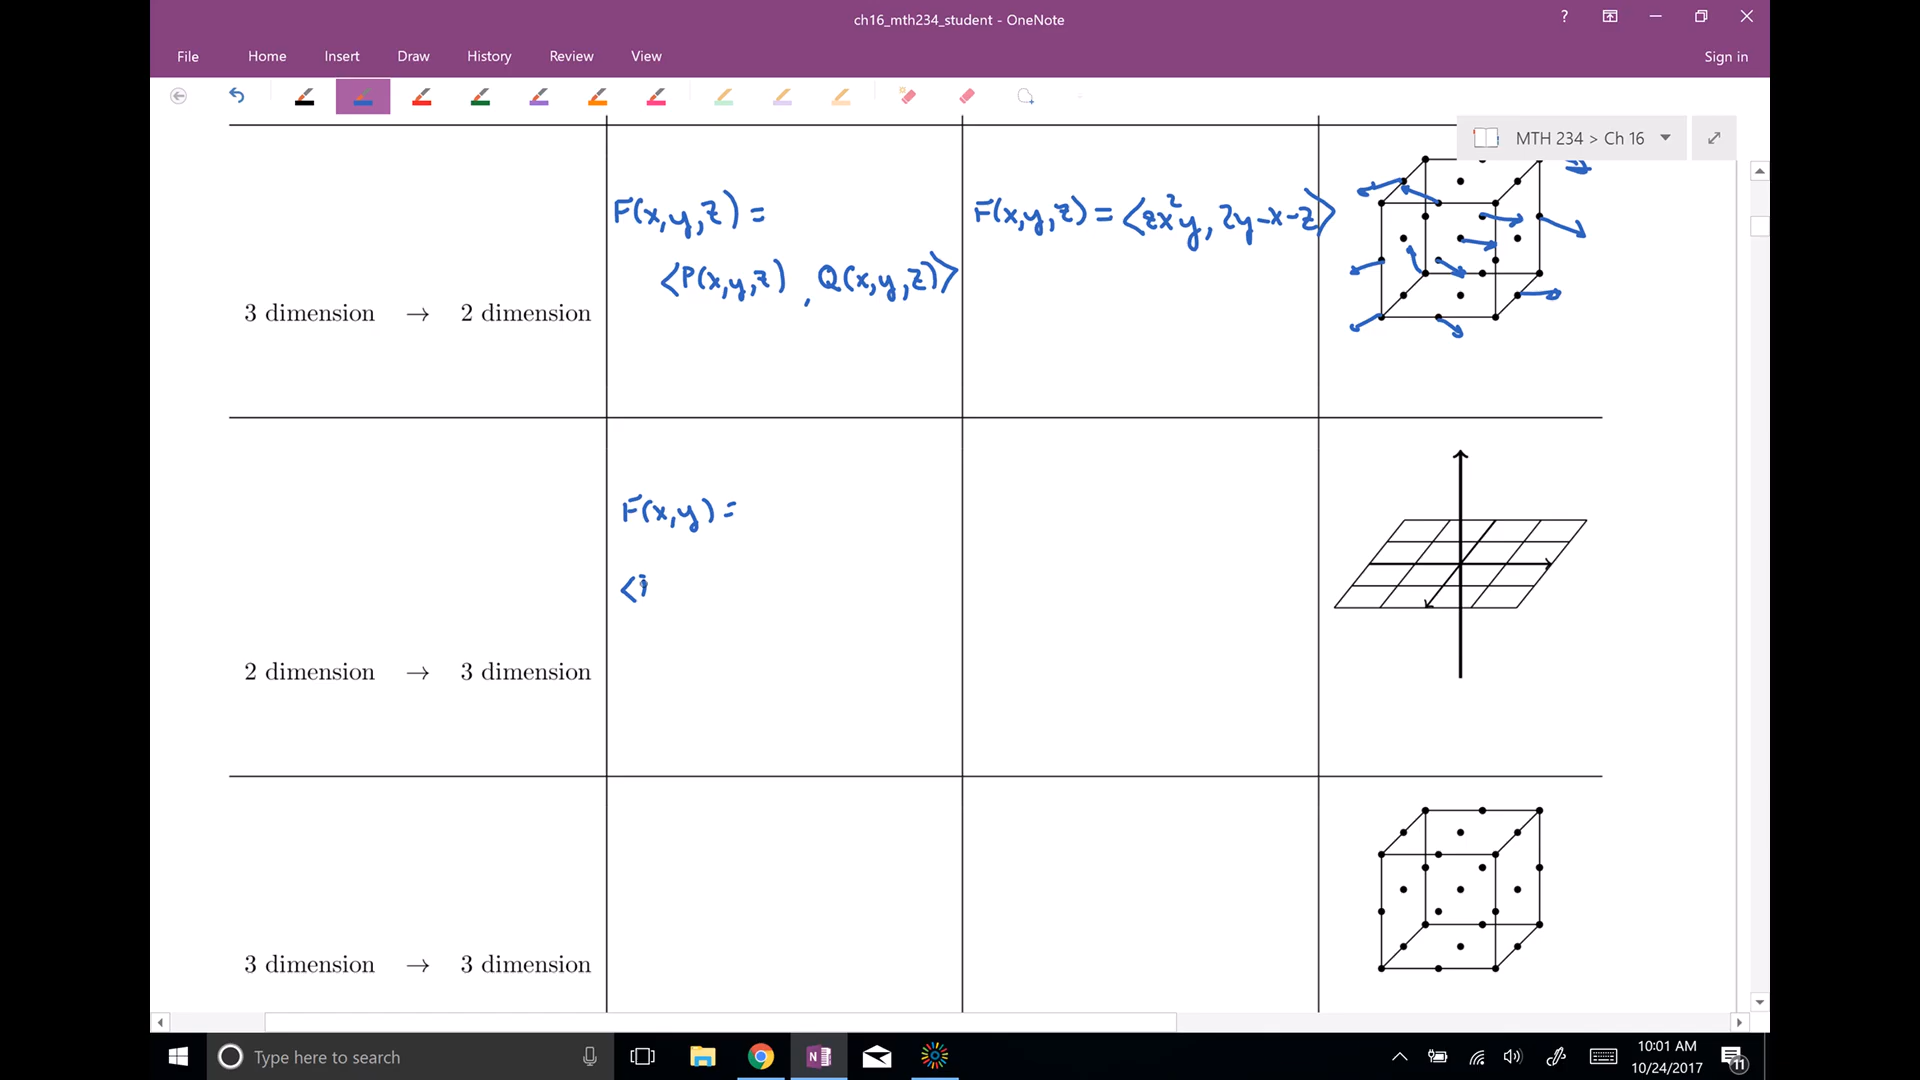 ch16_mth234_student - OneNote
?
File Home Insert Draw History Review View Sign in
MTH 234 > Ch 16
F(x,y,z) =
⟨P(x,y,z), Q(x,y,z)⟩
F(x,y,z) = ⟨zx²y, 2y-x-z⟩
3 dimension → 2 dimension
F(x,y) =
⟨
2 dimension → 3 dimension
3 dimension → 3 dimension
Type here to search
N
10:01 AM
10/24/2017
11